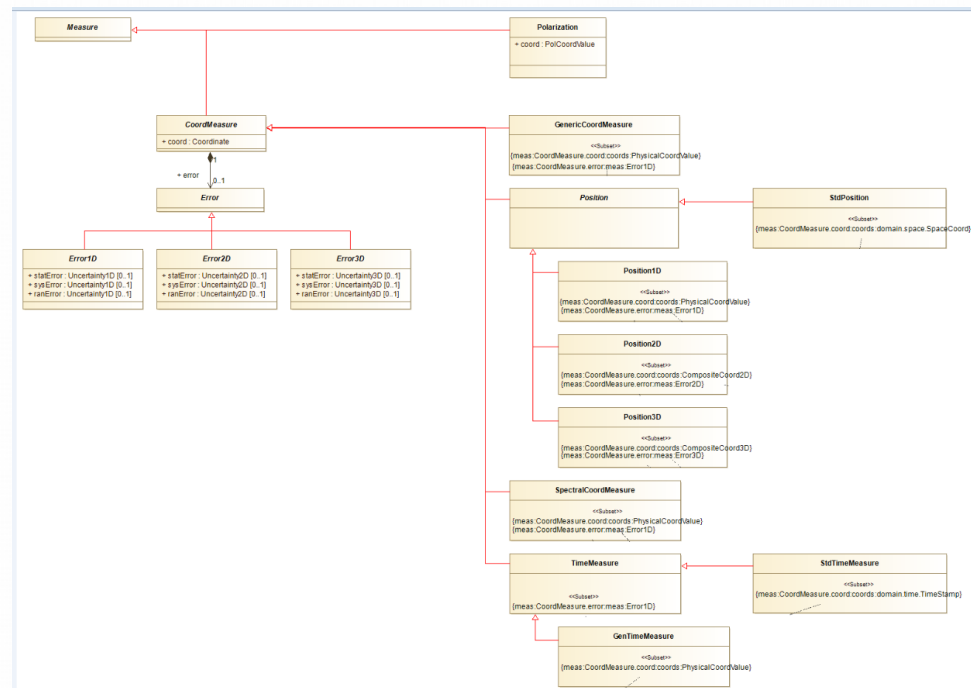 Measure
Polarization
+ coord : PolCoordValue
CoordMeasure
+ coord : Coordinate
1
+ error
0..1
Error
Error1D
+ statError : Uncertainty1D [0..1]
+ sysError : Uncertainty1D [0..1]
+ ranError : Uncertainty1D [0..1]
Error2D
+ statError : Uncertainty2D [0..1]
+ sysError : Uncertainty2D [0..1]
+ ranError : Uncertainty2D [0..1]
Error3D
+ statError : Uncertainty3D [0..1]
+ sysError : Uncertainty3D [0..1]
+ ranError : Uncertainty3D [0..1]
GenericCoordMeasure
<<Subset>>
{meas:CoordMeasure.coord:coords:PhysicalCoordValue}
{meas:CoordMeasure.error:meas:Error1D}
Position
StdPosition
<<Subset>>
{meas:CoordMeasure.coord:coords:domain.space.SpaceCoord}
Position1D
<<Subset>>
{meas:CoordMeasure.coord:coords:PhysicalCoordValue}
{meas:CoordMeasure.error:meas:Error1D}
Position2D
<<Subset>>
{meas:CoordMeasure.coord:coords:CompositeCoord2D}
{meas:CoordMeasure.error:meas:Error2D}
Position3D
<<Subset>>
{meas:CoordMeasure.coord:coords:CompositeCoord3D}
{meas:CoordMeasure.error:meas:Error3D}
SpectralCoordMeasure
<<Subset>>
{meas:CoordMeasure.coord:coords:PhysicalCoordValue}
{meas:CoordMeasure.error:meas:Error1D}
TimeMeasure
<<Subset>>
{meas:CoordMeasure.error:meas:Error1D}
StdTimeMeasure
<<Subset>>
{meas:CoordMeasure.coord:coords:domain.time.TimeStamp}
GenTimeMeasure
<<Subset>>
{meas:CoordMeasure.coord:coords:PhysicalCoordValue}